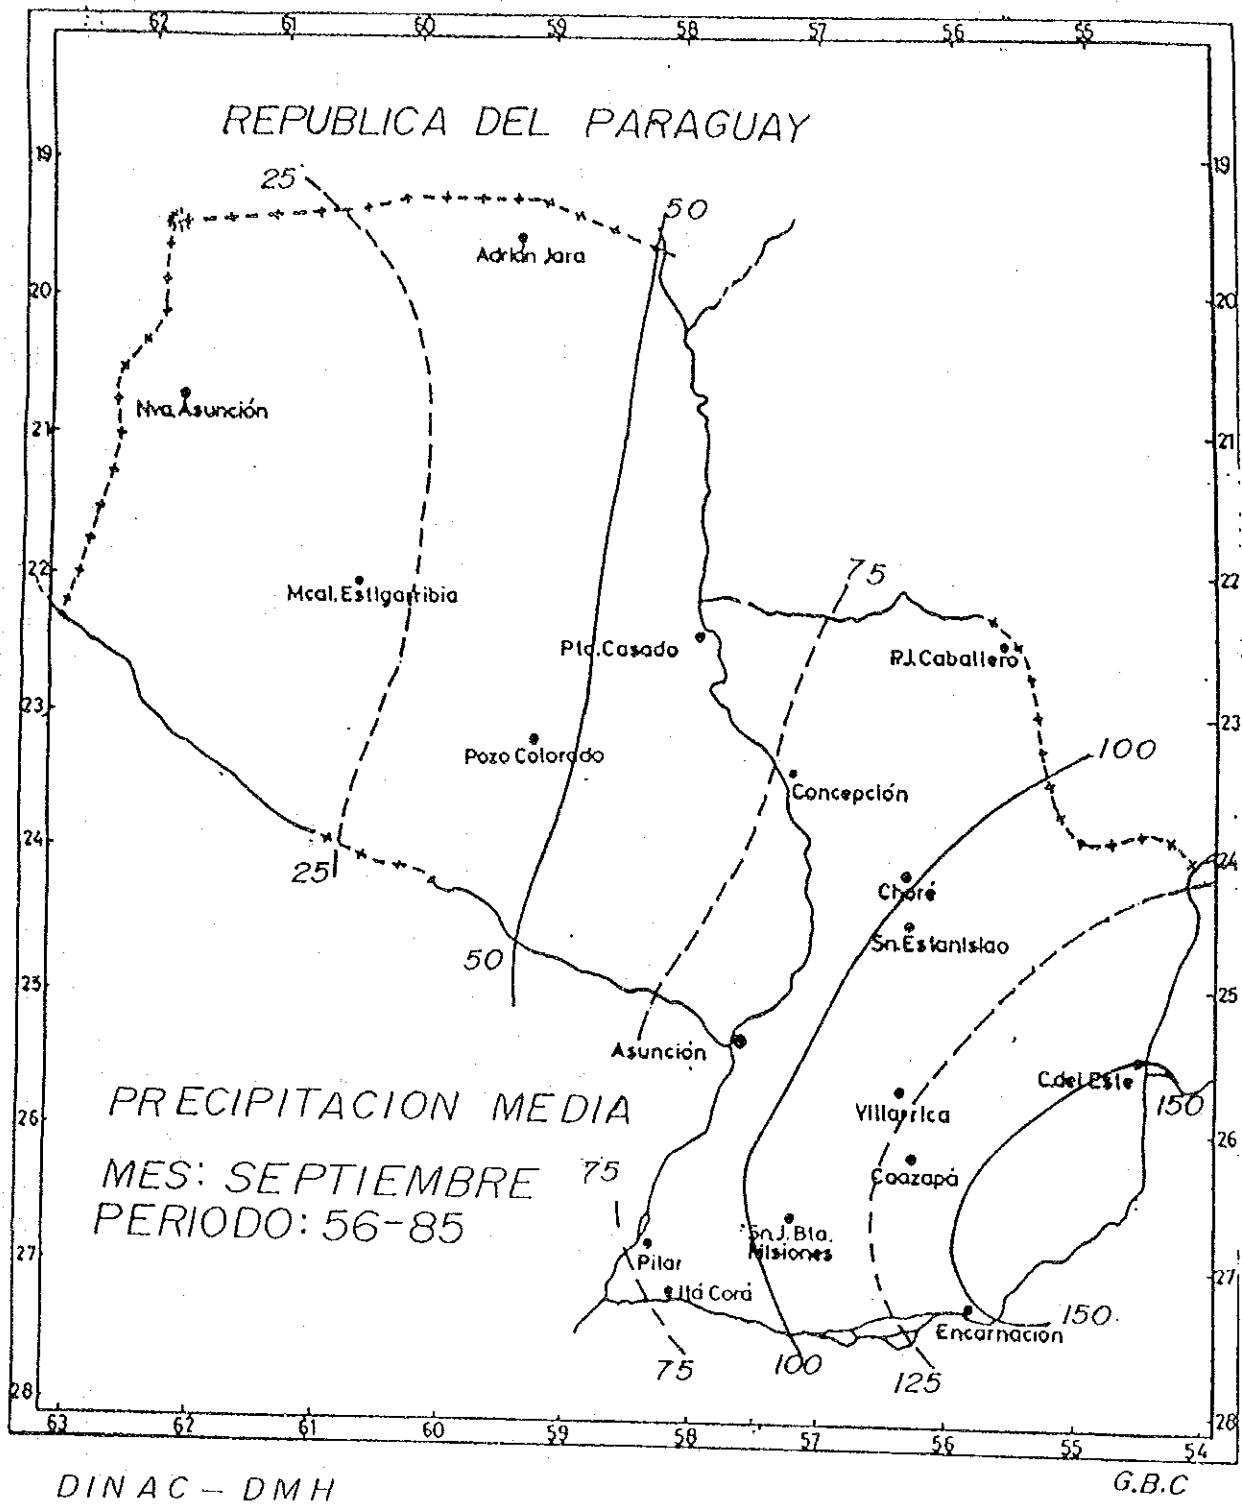 62 61 60 59 58 57 56 55
REPUBLICA DEL PARAGUAY
19 19
25
50
Adrián Jara
20 20
Nva. Asunción
21 21
22 22
75
Mcal. Estigarribia
Pto. Casado
P.J. Caballero
23 23
100
Pozo Colorado
Concepción
24 24
25
Choré
Sn. Estanislao
50
25 25
Asunción
C. del Este
150
PRECIPITACION MEDIA
Villarrica
26 26
Coazapá
75
MES: SEPTIEMBRE
PERIODO: 56-85
Sn. J. Bta.
Misiones
27 27
Pilar
Itá Corá
150
Encarnación
75
100
125
28 28
63 62 61 60 59 58 57 56 55 54
DINAC - DMH
G.B.C